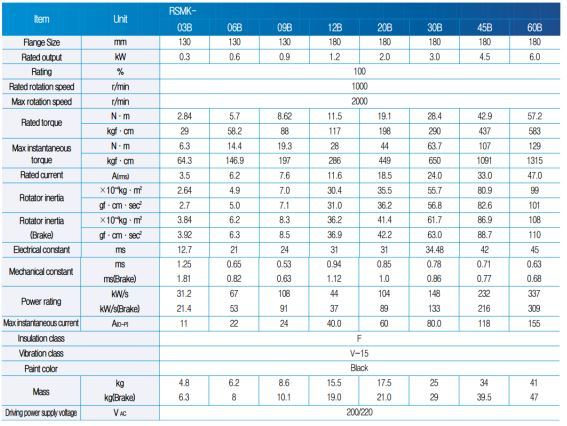 Item Unit RSMK-
03B 06B 09B 12B 20B 30B 45B 60B
Flange Size mm 130 130 130 180 180 180 180 180
Rated output kW 0.3 0.6 0.9 1.2 2.0 3.0 4.5 6.0
Rating % 100
Rated rotation speed r/min 1000
Max rotation speed r/min 2000
Rated torque N · m 2.84 5.7 8.62 11.5 19.1 28.4 42.9 57.2
kgf · cm 29 58.2 88 117 198 290 437 583
Max instantaneous torque N · m 6.3 14.4 19.3 28 44 63.7 107 129
kgf · cm 64.3 146.9 197 286 449 650 1091 1315
Rated current A(rms) 3.5 6.2 7.6 11.6 18.5 24.0 33.0 47.0
Rotator inertia ×10⁻⁴kg · m² 2.64 4.9 7.0 30.4 35.5 55.7 80.9 99
gf · cm · sec² 2.7 5.0 7.1 31.0 36.2 56.8 82.6 101
Rotator inertia (Brake) ×10⁻⁴kg · m² 3.84 6.2 8.3 36.2 41.4 61.7 86.9 108
gf · cm · sec² 3.92 6.3 8.5 36.9 42.2 63.0 88.7 110
Electrical constant ms 12.7 21 24 31 31 34.48 42 45
Mechanical constant ms 1.25 0.65 0.53 0.94 0.85 0.78 0.71 0.63
ms(Brake) 1.81 0.82 0.63 1.12 1.0 0.86 0.77 0.68
Power rating kW/s 31.2 67 108 44 104 148 232 337
kW/s(Brake) 21.4 53 91 37 89 133 216 309
Max instantaneous current A(O-P) 11 22 24 40.0 60 80.0 118 155
Insulation class F
Vibration class V-15
Paint color Black
Mass kg 4.8 6.2 8.6 15.5 17.5 25 34 41
kg(Brake) 6.3 8 10.1 19.0 21.0 29 39.5 47
Driving power supply voltage V AC 200/220